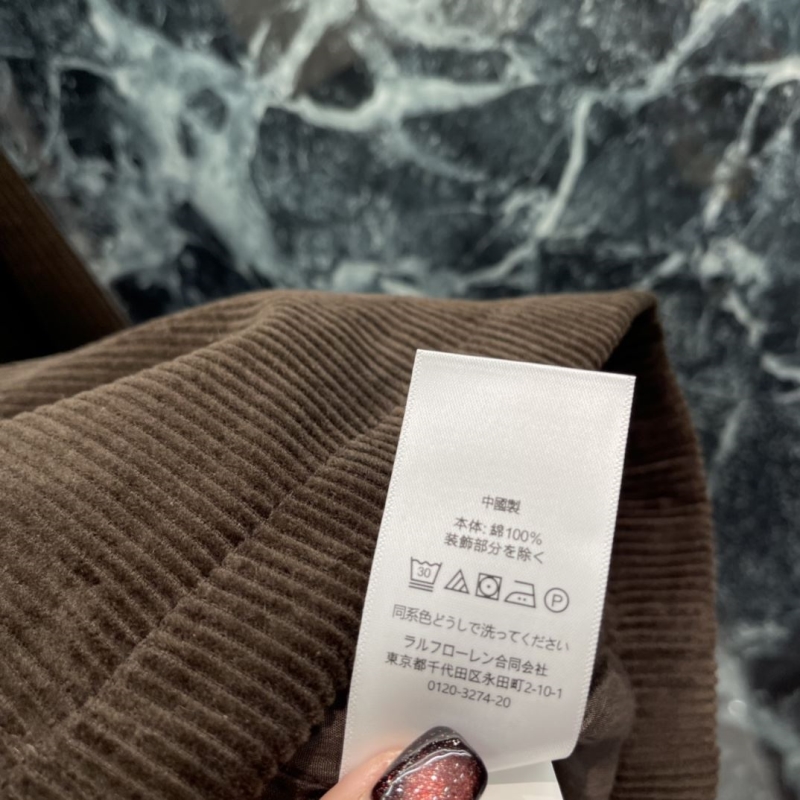 中國製
本体: 綿100%
装飾部分を除く
30
P
同系色どうしで洗ってください
ラルフローレン合同会社
東京都千代田区永田町2-10-1
0120-3274-20